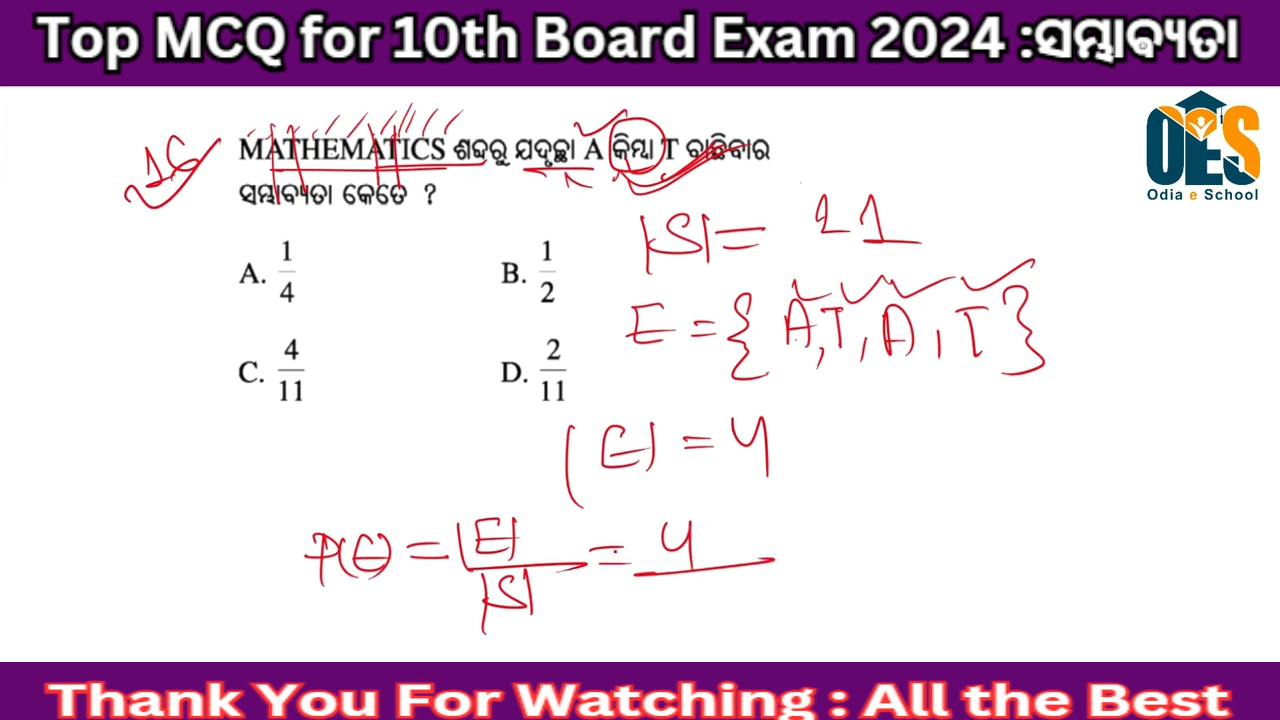 Top MCQ for 10th Board Exam 2024 :ସମ୍ଭାବ୍ୟତା
OES
Odia e School
16 MATHEMATICS ଶବ୍ଦରୁ ଯଦୃଚ୍ଛା A କିମ୍ବା T ବାଛିବାର
ସମ୍ଭାବ୍ୟତା କେତେ ?
|S| = 11
A. 1/4 B. 1/2
E = { A, T, A, T }
C. 4/11 D. 2/11
|E| = 4
P(E) = |E|/|S| = 4
Thank You For Watching : All the Best